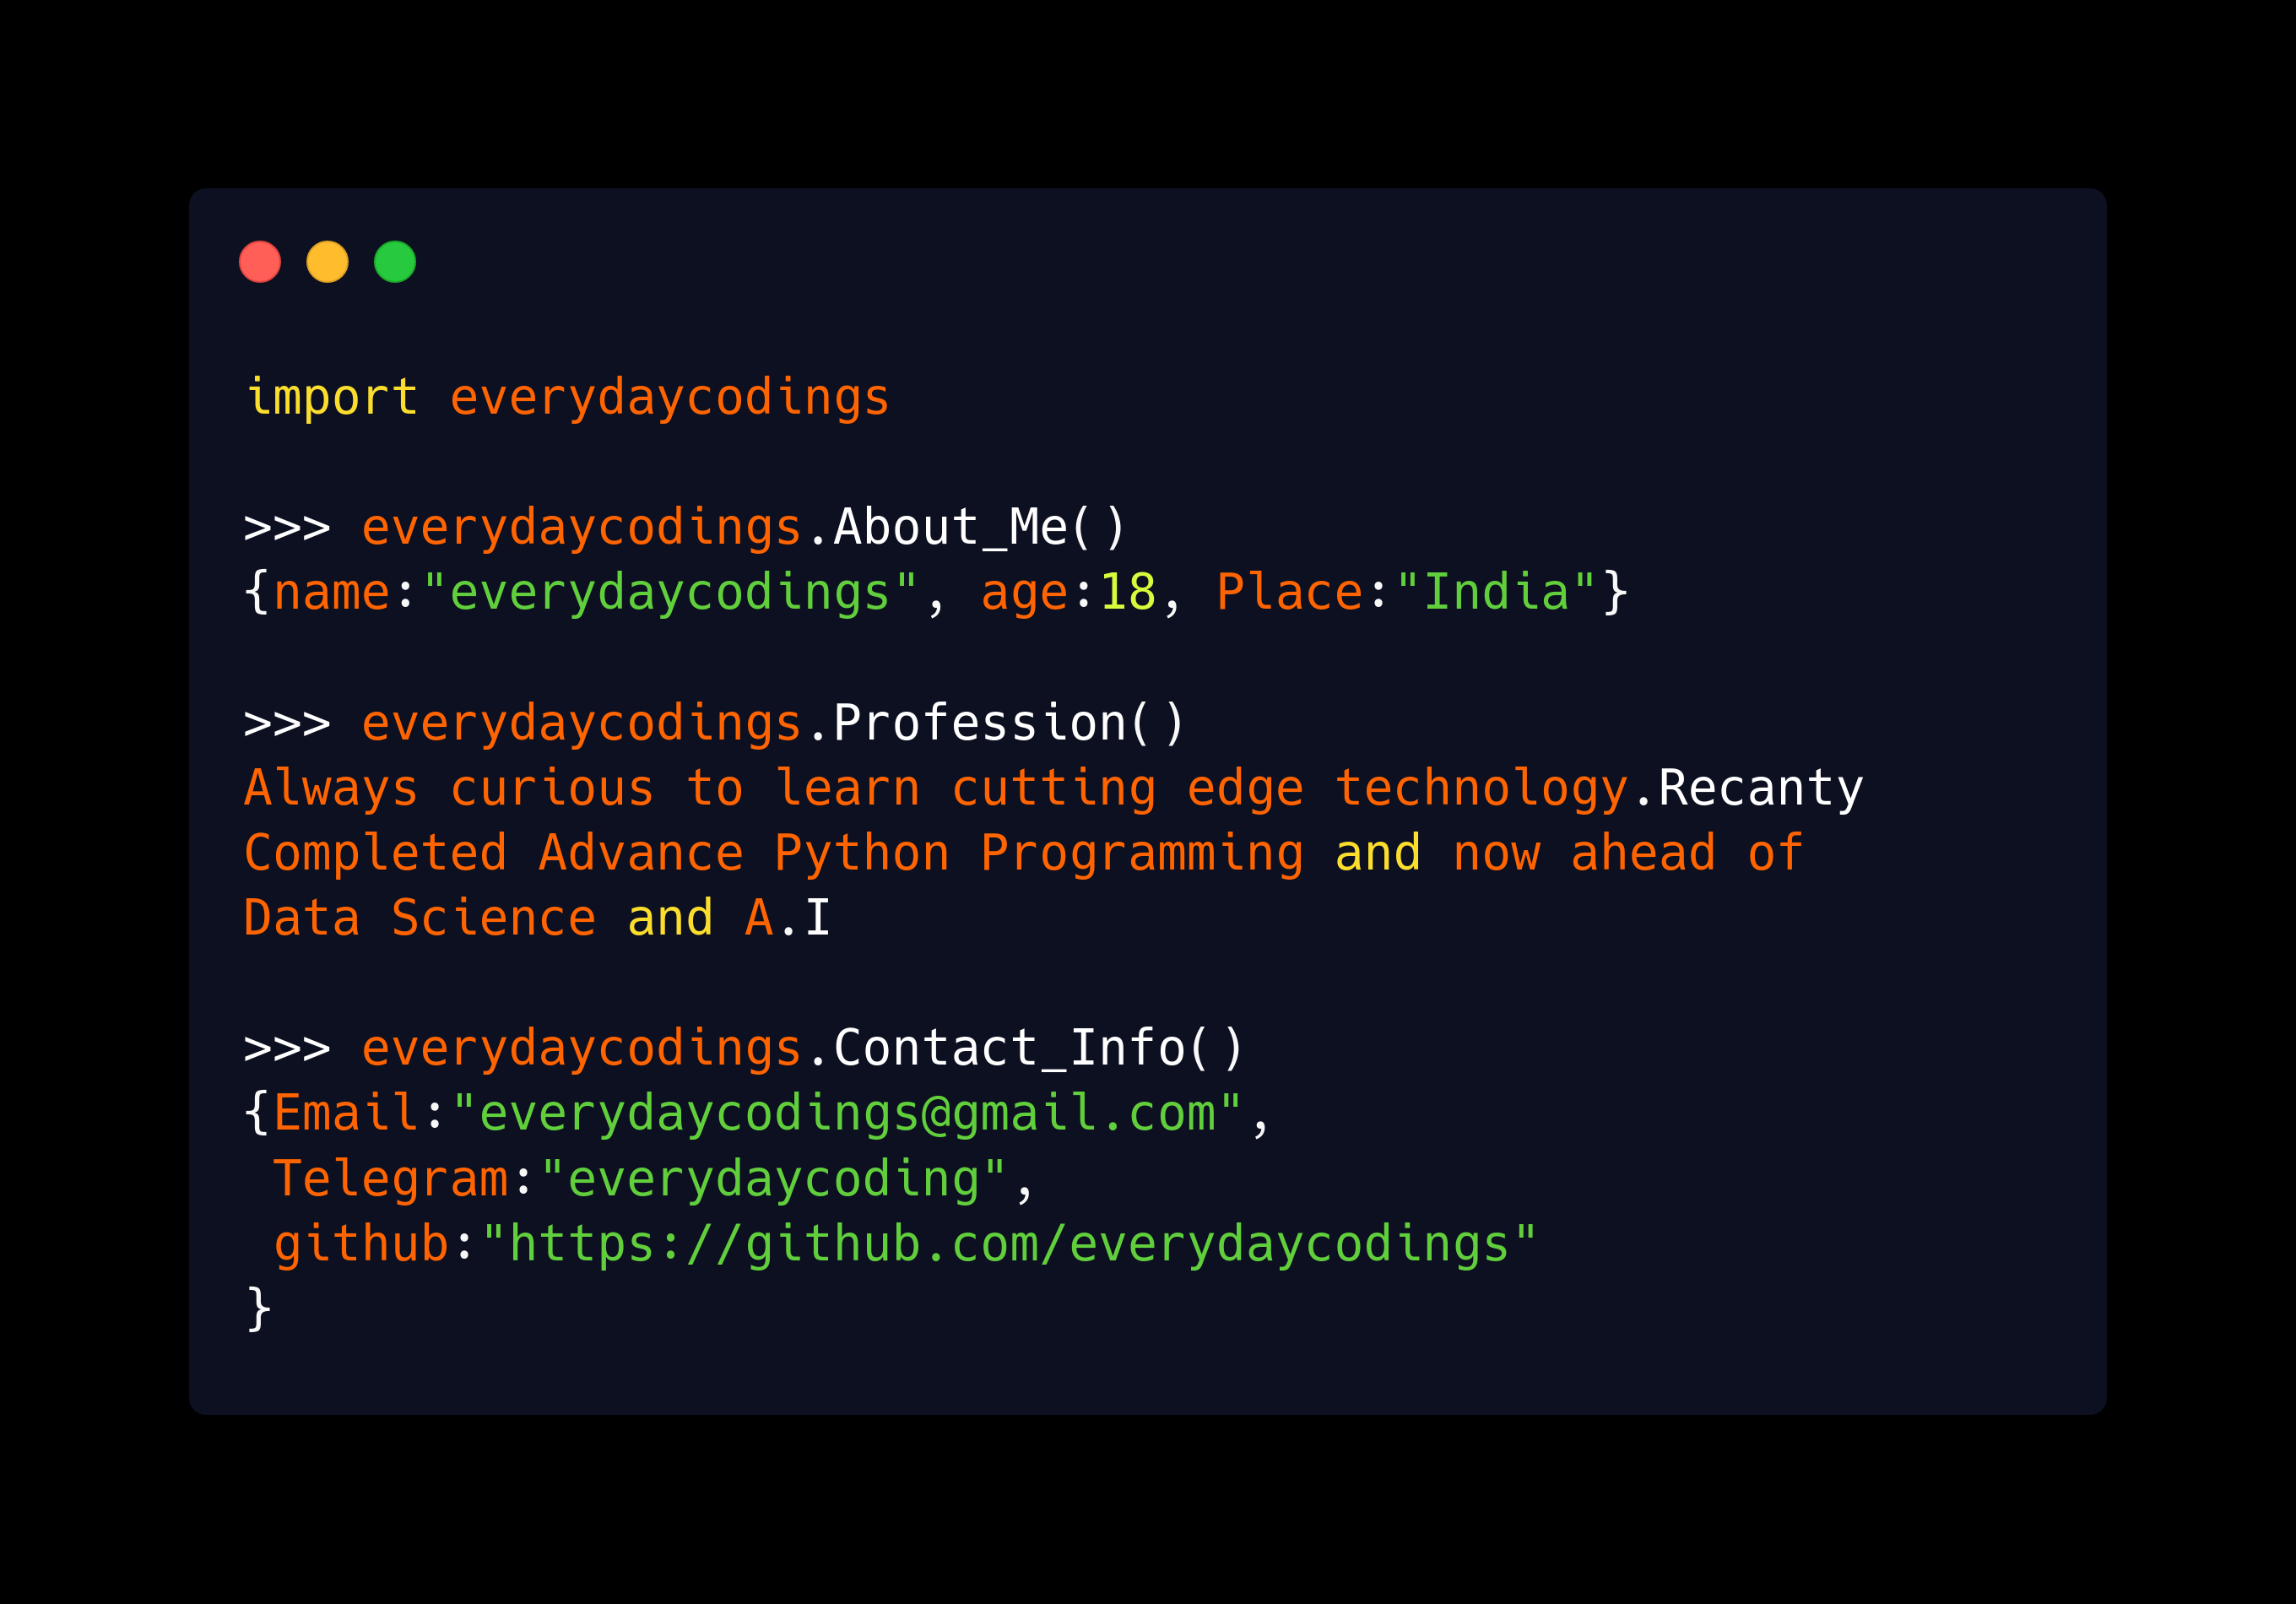 import everydaycodings
>>> everydaycodings.About_Me()
{name:"everydaycodings", age:18, Place:"India"}
>>> everydaycodings.Profession()
Always curious to learn cutting edge technology.Recanty
Completed Advance Python Programming and now ahead of
Data Science and A.I
>>> everydaycodings.Contact_Info()
{Email:"everydaycodings@gmail.com",
 Telegram:"everydaycoding",
 github:"https://github.com/everydaycodings"
}